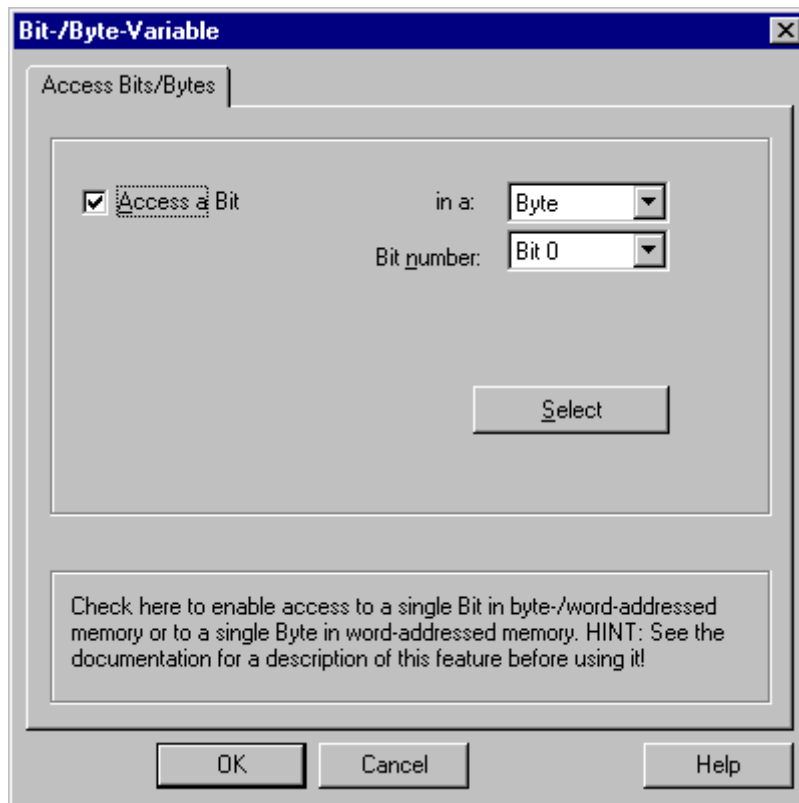 Bit-/Byte-Variable
Access Bits/Bytes
Access a Bit
in a:
Byte
Bit number:
Bit 0
Select
Check here to enable access to a single Bit in byte-/word-addressed
memory or to a single Byte in word-addressed memory. HINT: See the
documentation for a description of this feature before using it!
OK
Cancel
Help